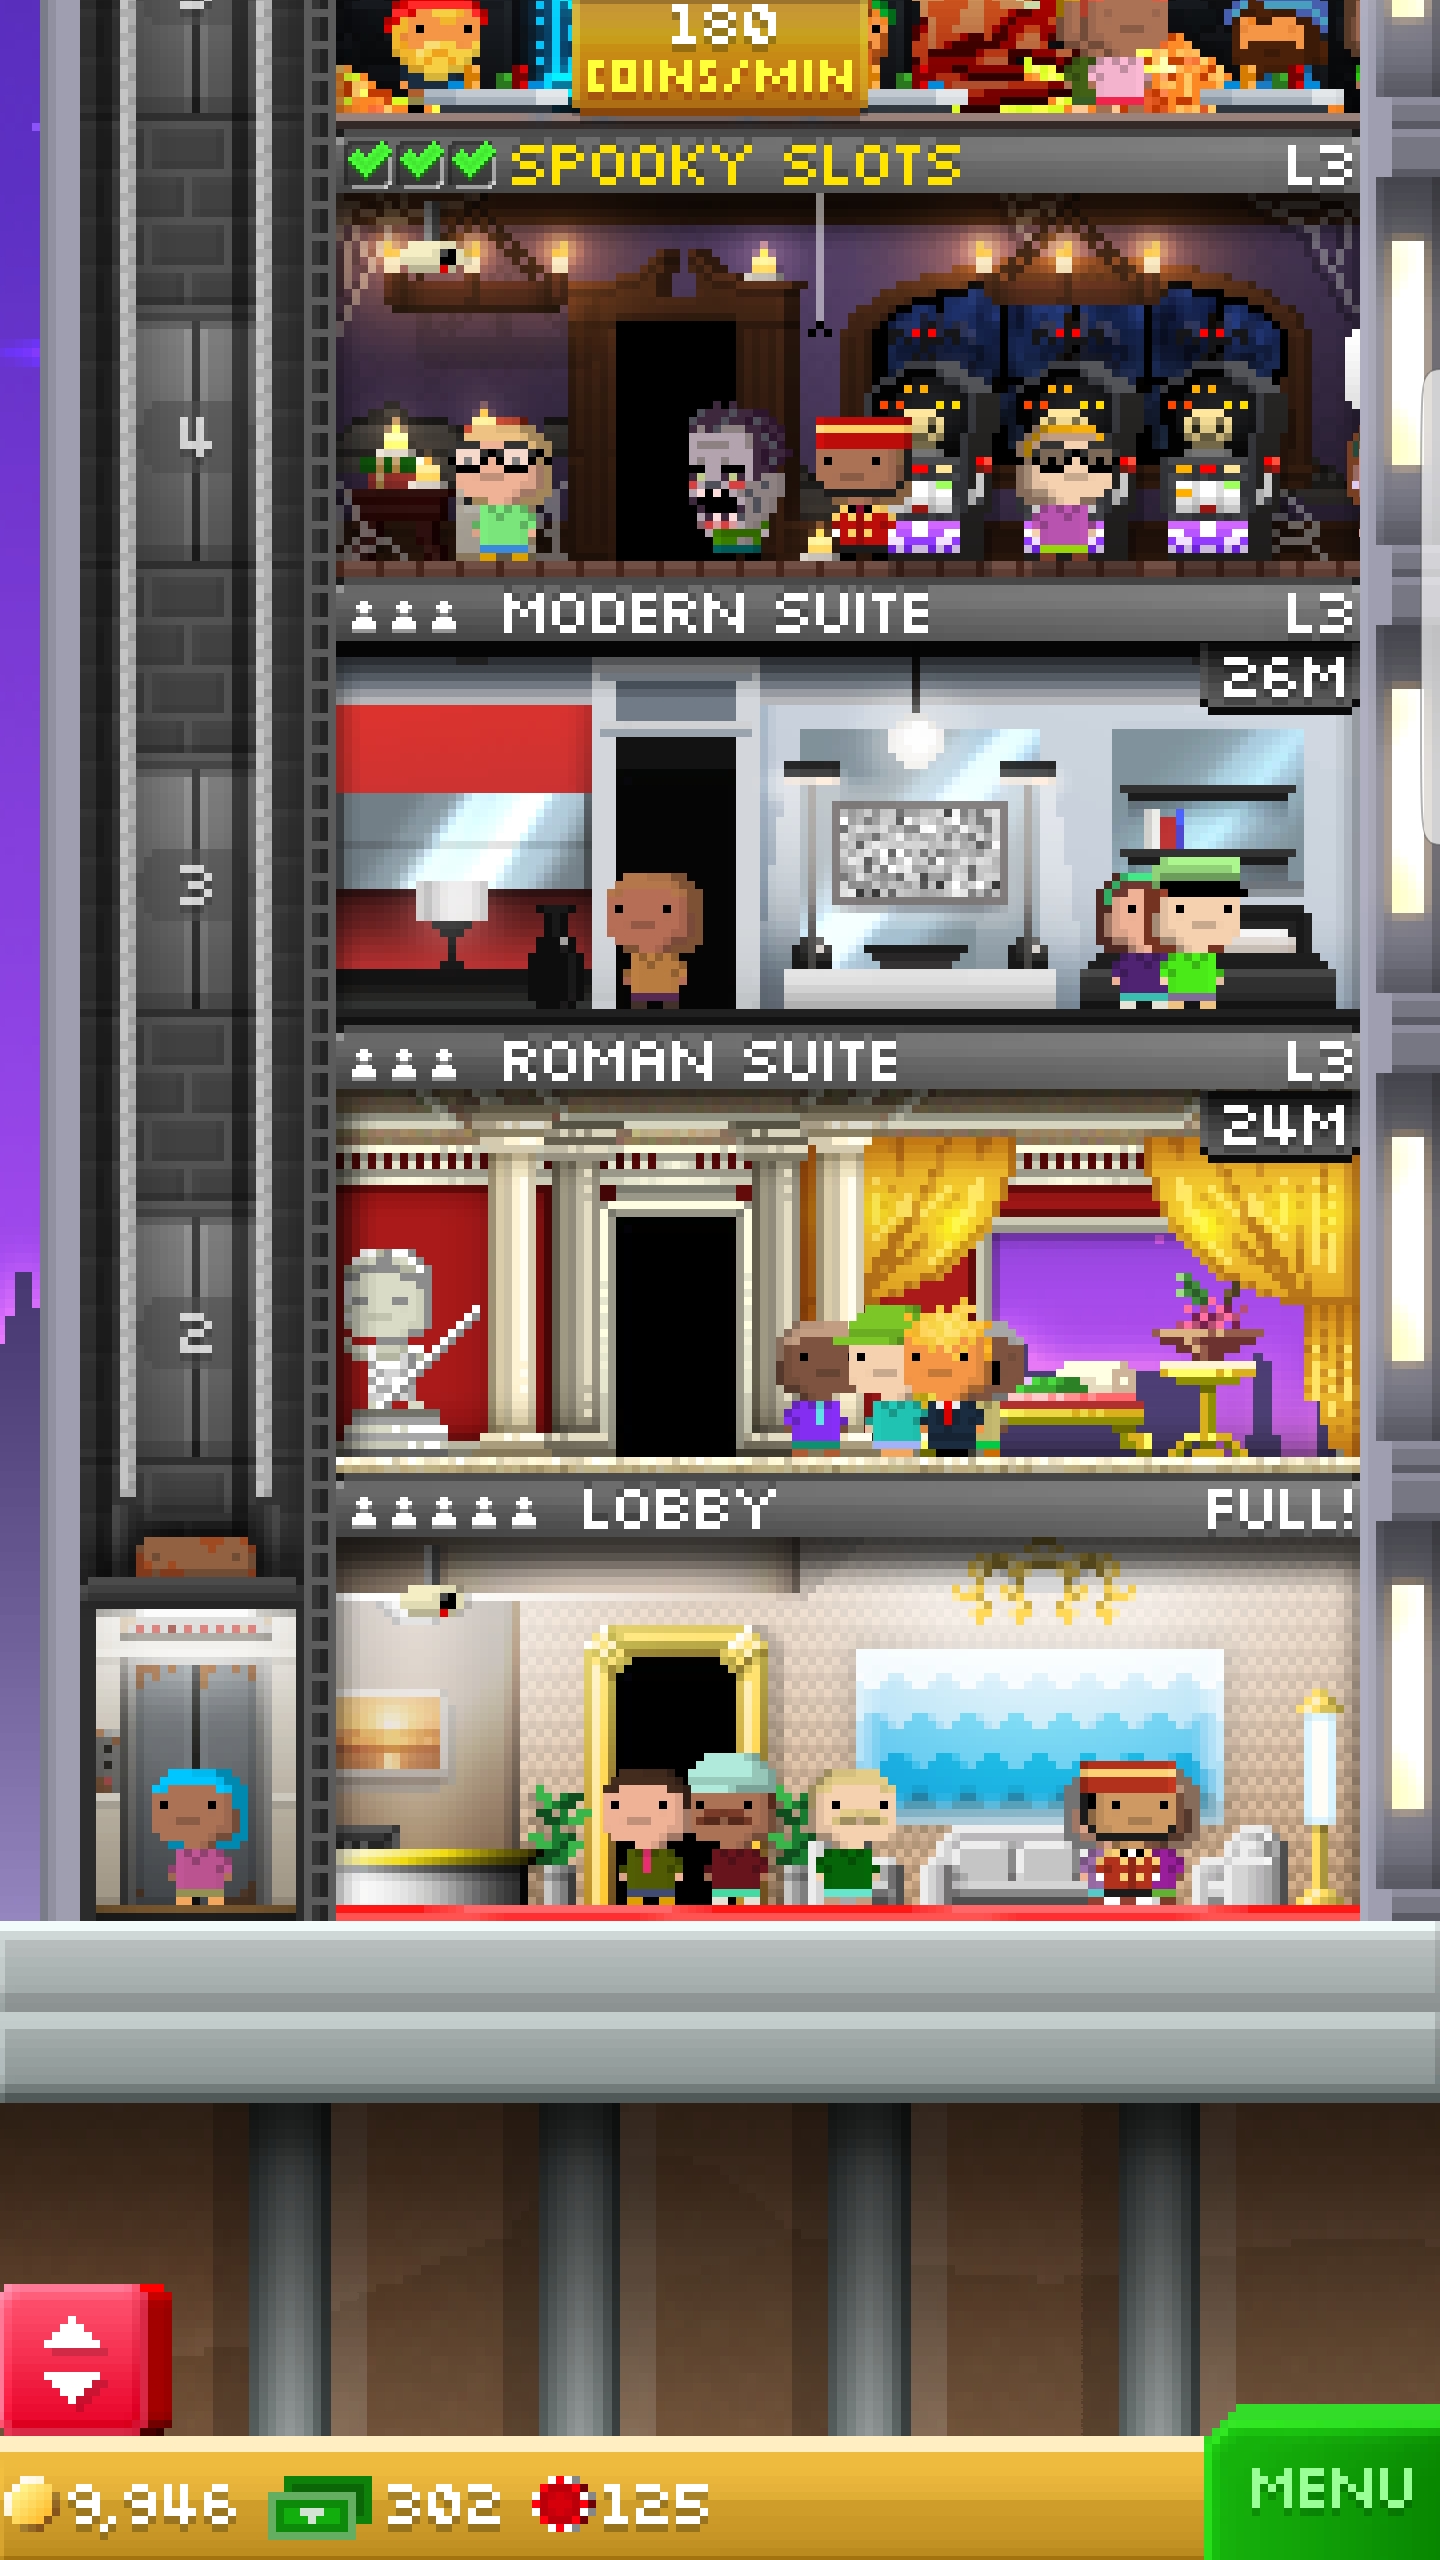 180
COINS/MIN
SPOOKY SLOTS L3
4
MODERN SUITE L3
26M
3
ROMAN SUITE L3
24M
2
LOBBY FULL!
9,946 302 125
MENU